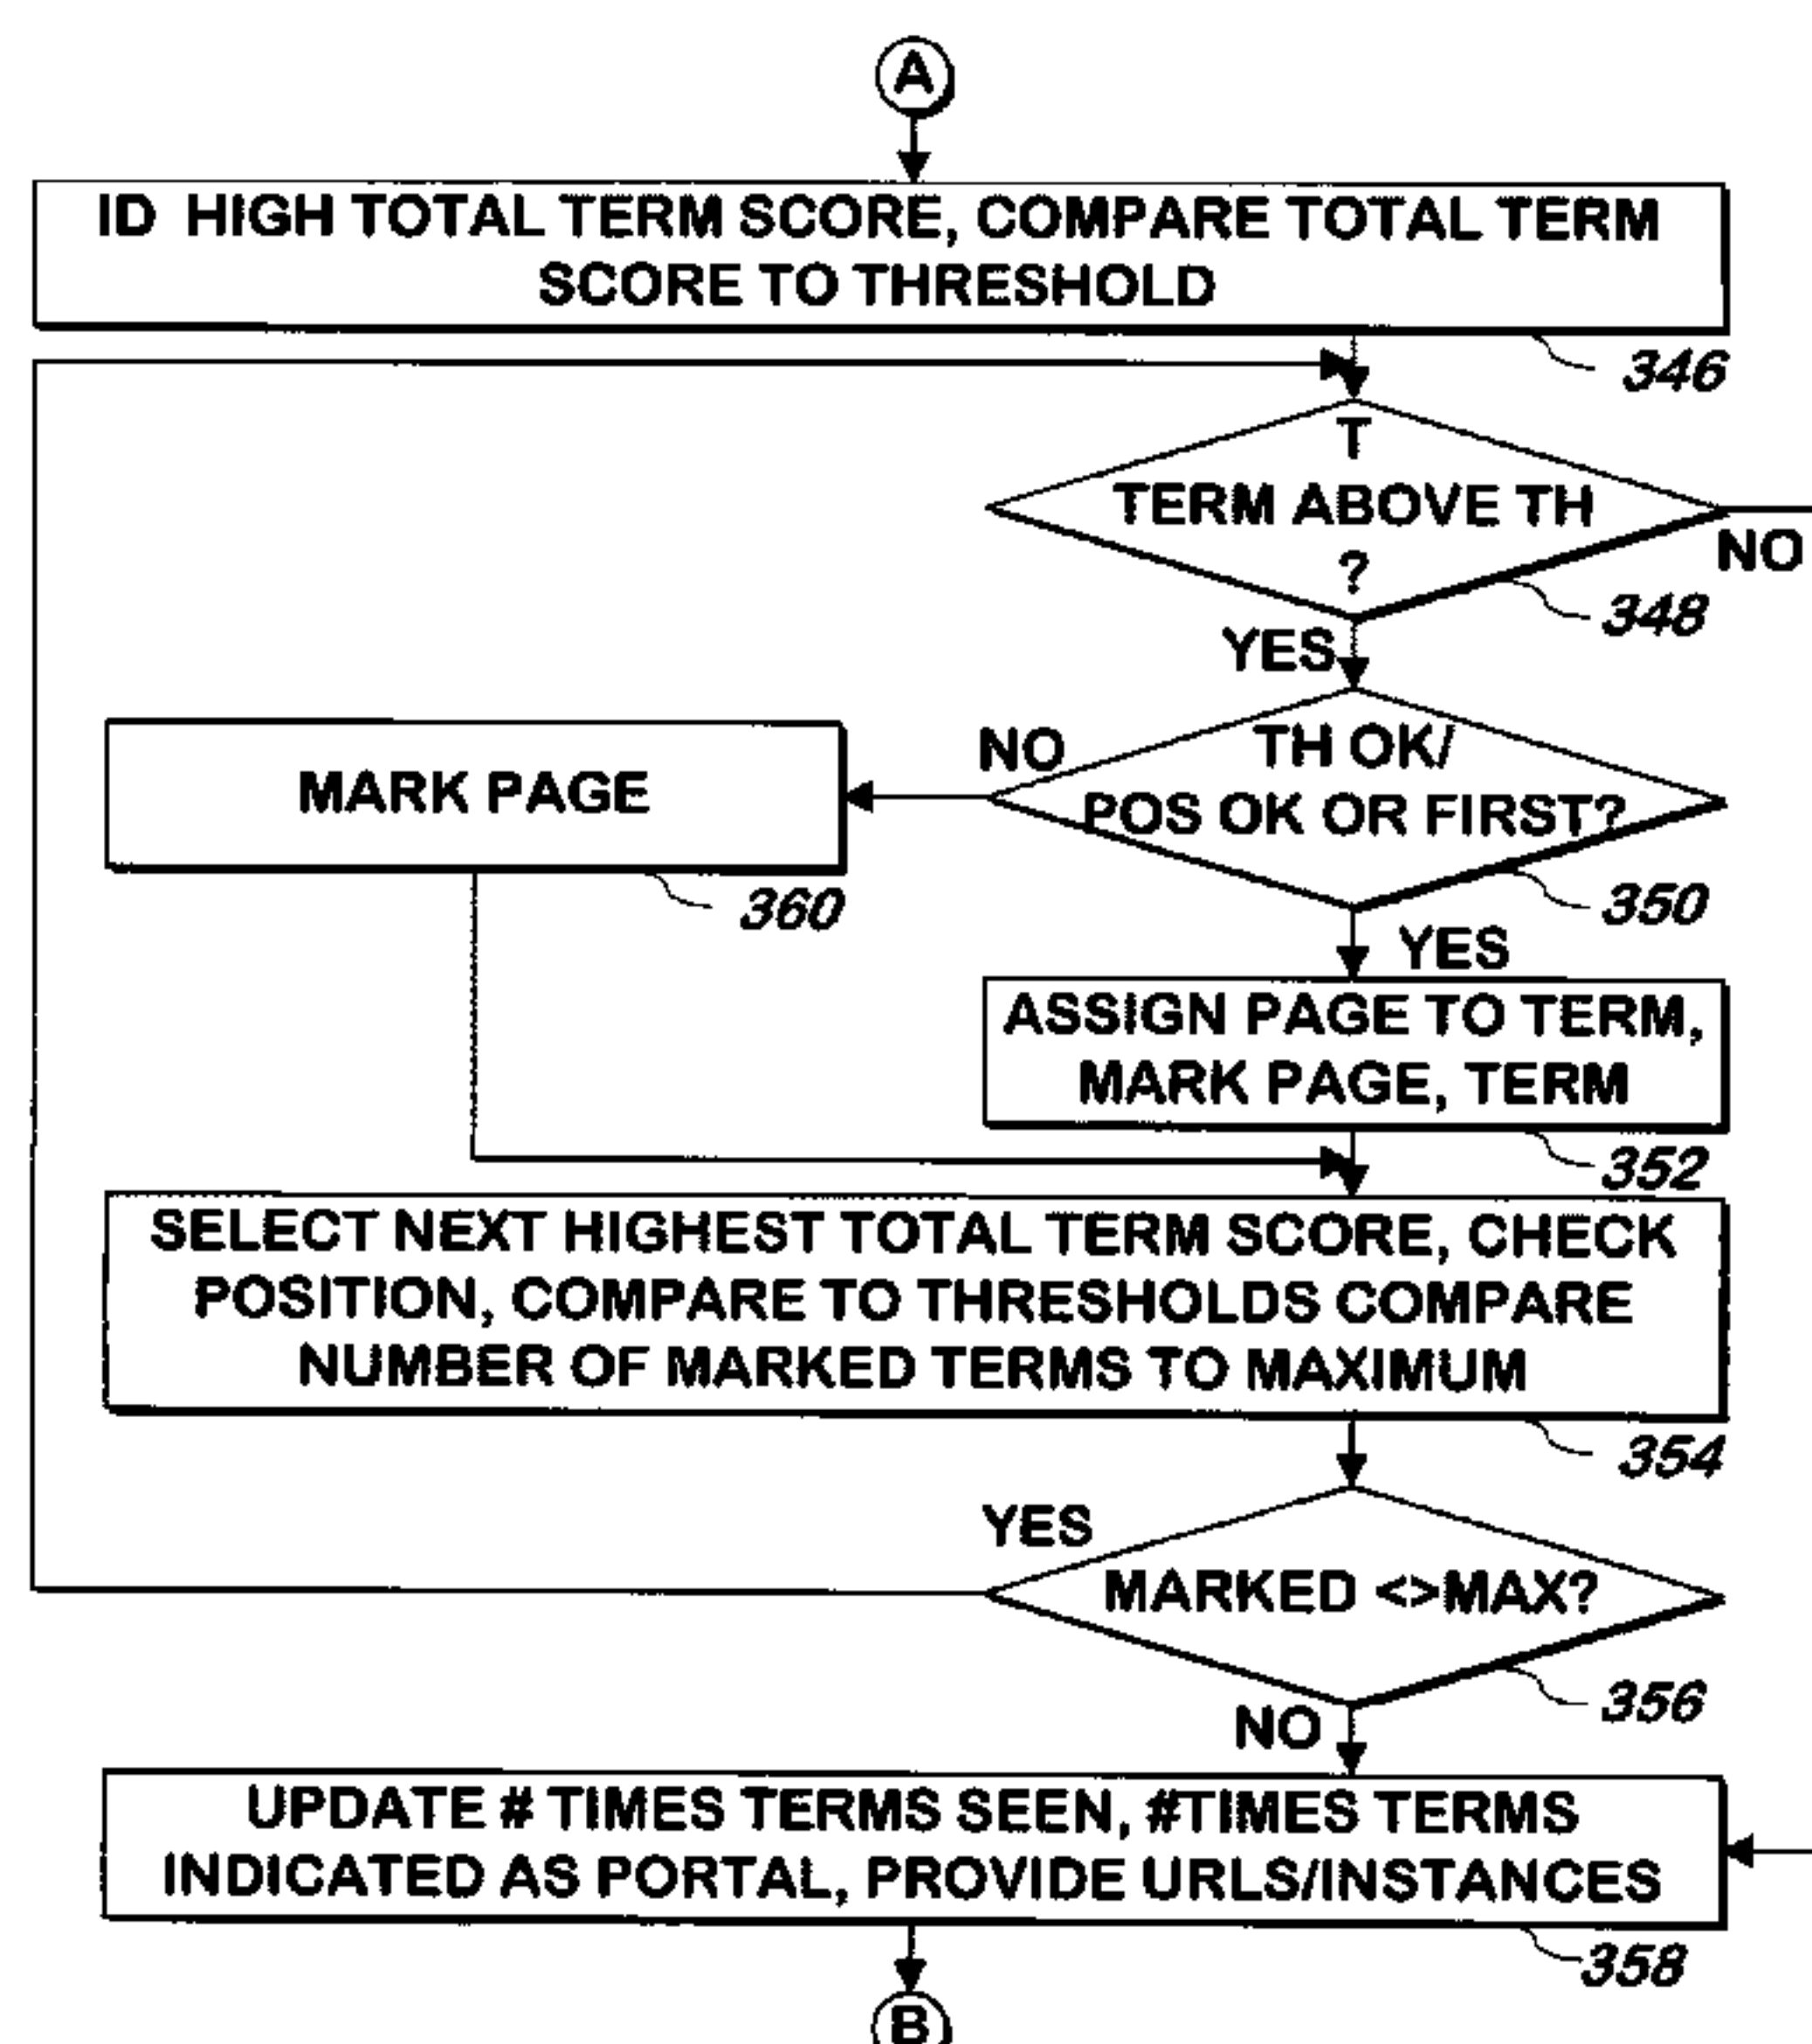 A
ID HIGH TOTAL TERM SCORE, COMPARE TOTAL TERM
SCORE TO THRESHOLD
346
T
TERM ABOVE TH
?
NO
348
YES
TH OK/
POS OK OR FIRST?
NO
350
MARK PAGE
360
YES
ASSIGN PAGE TO TERM,
MARK PAGE, TERM
352
SELECT NEXT HIGHEST TOTAL TERM SCORE, CHECK
POSITION, COMPARE TO THRESHOLDS COMPARE
NUMBER OF MARKED TERMS TO MAXIMUM
354
YES
MARKED <>MAX?
356
NO
UPDATE # TIMES TERMS SEEN, #TIMES TERMS
INDICATED AS PORTAL, PROVIDE URLS/INSTANCES
358
B